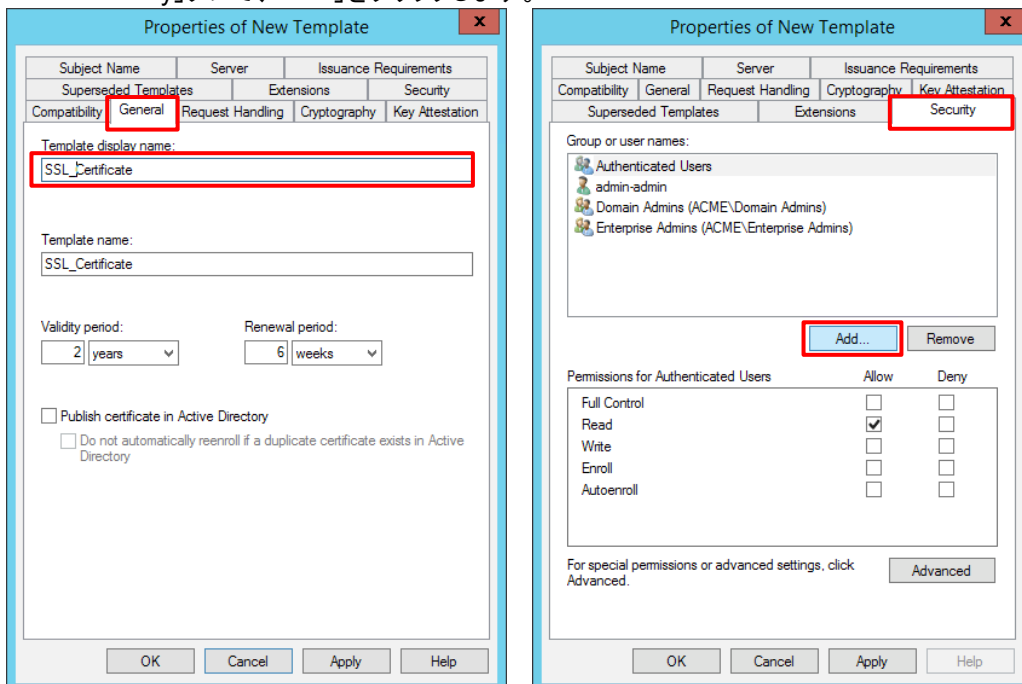 Properties of New Template
x
Subject Name
Server
Issuance Requirements
Superseded Templates
Extensions
Security
Compatibility
General
Request Handling
Cryptography
Key Attestation
Template display name:
SSL_Certificate
Template name:
SSL_Certificate
Validity period:
Renewal period:
2 years
6 weeks
Publish certificate in Active Directory
Do not automatically reenroll if a duplicate certificate exists in Active
Directory
OK
Cancel
Apply
Help
Properties of New Template
x
Subject Name
Server
Issuance Requirements
Compatibility
General
Request Handling
Cryptography
Key Attestation
Superseded Templates
Extensions
Security
Group or user names:
Authenticated Users
admin-admin
Domain Admins (ACME\Domain Admins)
Enterprise Admins (ACME\Enterprise Admins)
Add...
Remove
Permissions for Authenticated Users
Allow
Deny
Full Control
Read
Write
Enroll
Autoenroll
For special permissions or advanced settings, click
Advanced.
Advanced
OK
Cancel
Apply
Help